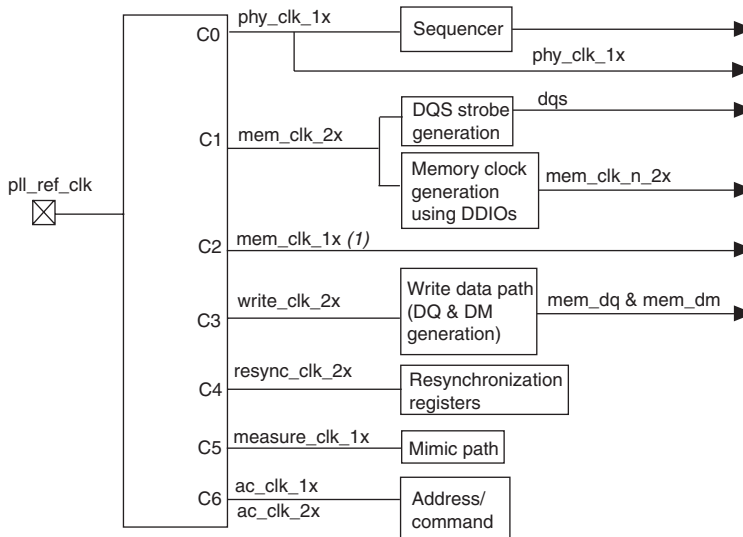 phy_clk_1x
C0
Sequencer
phy_clk_1x
DQS strobe
generation
dqs
C1
mem_clk_2x
Memory clock
generation
using DDIOs
mem_clk_n_2x
pll_ref_clk
C2
mem_clk_1x (1)
C3
write_clk_2x
Write data path
(DQ & DM
generation)
mem_dq & mem_dm
C4
resync_clk_2x
Resynchronization
registers
C5
measure_clk_1x
Mimic path
C6
ac_clk_1x
ac_clk_2x
Address/
command